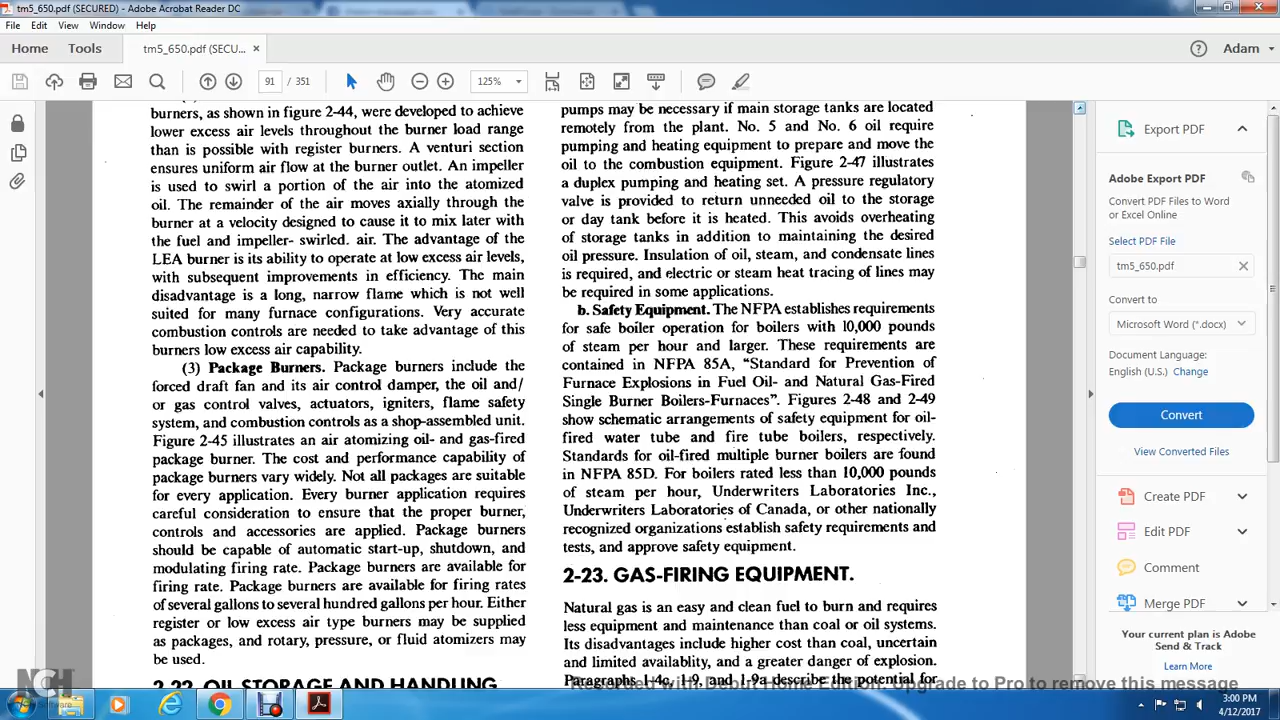 tm5_650.pdf (SECURED) - Adobe Acrobat Reader DC
File Edit View Window Help
Home Tools tm5_650.pdf (SECU... × Adam
91 / 351 125%
burners, as shown in figure 2-44, were developed to achieve
lower excess air levels throughout the burner load range
than is possible with register burners. A venturi section
ensures uniform air flow at the burner outlet. An impeller
is used to swirl a portion of the air into the atomized
oil. The remainder of the air moves axially through the
burner at a velocity designed to cause it to mix later with
the fuel and impeller- swirled. air. The advantage of the
LEA burner is its ability to operate at low excess air levels,
with subsequent improvements in efficiency. The main
disadvantage is a long, narrow flame which is not well
suited for many furnace configurations. Very accurate
combustion controls are needed to take advantage of this
burners low excess air capability.
(3) Package Burners. Package burners include the
forced draft fan and its air control damper, the oil and/
or gas control valves, actuators, igniters, flame safety
system, and combustion controls as a shop-assembled unit.
Figure 2-45 illustrates an air atomizing oil- and gas-fired
package burner. The cost and performance capability of
package burners vary widely. Not all packages are suitable
for every application. Every burner application requires
careful consideration to ensure that the proper burner,
controls and accessories are applied. Package burners
should be capable of automatic start-up, shutdown, and
modulating firing rate. Package burners are available for
firing rate. Package burners are available for firing rates
of several gallons to several hundred gallons per hour. Either
register or low excess air type burners may be supplied
as packages, and rotary, pressure, or fluid atomizers may
be used.
2-22. OIL STORAGE AND HANDLING
pumps may be necessary if main storage tanks are located
remotely from the plant. No. 5 and No. 6 oil require
pumping and heating equipment to prepare and move the
oil to the combustion equipment. Figure 2-47 illustrates
a duplex pumping and heating set. A pressure regulatory
valve is provided to return unneeded oil to the storage
or day tank before it is heated. This avoids overheating
of storage tanks in addition to maintaining the desired
oil pressure. Insulation of oil, steam, and condensate lines
is required, and electric or steam heat tracing of lines may
be required in some applications.
b. Safety Equipment. The NFPA establishes requirements
for safe boiler operation for boilers with 10,000 pounds
of steam per hour and larger. These requirements are
contained in NFPA 85A, “Standard for Prevention of
Furnace Explosions in Fuel Oil- and Natural Gas-Fired
Single Burner Boilers-Furnaces”. Figures 2-48 and 2-49
show schematic arrangements of safety equipment for oil-
fired water tube and fire tube boilers, respectively.
Standards for oil-fired multiple burner boilers are found
in NFPA 85D. For boilers rated less than 10,000 pounds
of steam per hour, Underwriters Laboratories Inc.,
Underwriters Laboratories of Canada, or other nationally
recognized organizations establish safety requirements and
tests, and approve safety equipment.
2-23. GAS-FIRING EQUIPMENT.
Natural gas is an easy and clean fuel to burn and requires
less equipment and maintenance than coal or oil systems.
Its disadvantages include higher cost than coal, uncertain
and limited availability, and a greater danger of explosion.
Paragraphs 1-4c, 1-9, and 1-9a describe the potential for
Export PDF
Adobe Export PDF
Convert PDF Files to Word
or Excel Online
Select PDF File
tm5_650.pdf ×
Convert to
Microsoft Word (*.docx)
Document Language:
English (U.S.) Change
Convert
View Converted Files
Create PDF
Edit PDF
Comment
Merge PDF
Your current plan is Adobe
Send & Track
Learn More
NCH
Software
Recorded with Debut Home Edition. Upgrade to Pro to remove this message
3:00 PM
4/12/2017